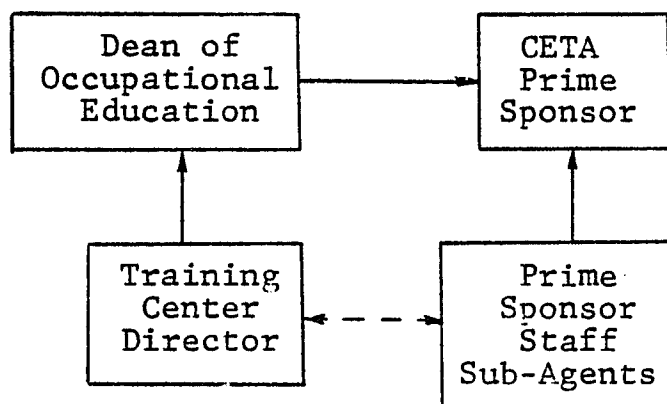 Dean of
Occupational
Education
CETA
Prime
Sponsor
Training
Center
Director
Prime
Sponsor
Staff
Sub-Agents